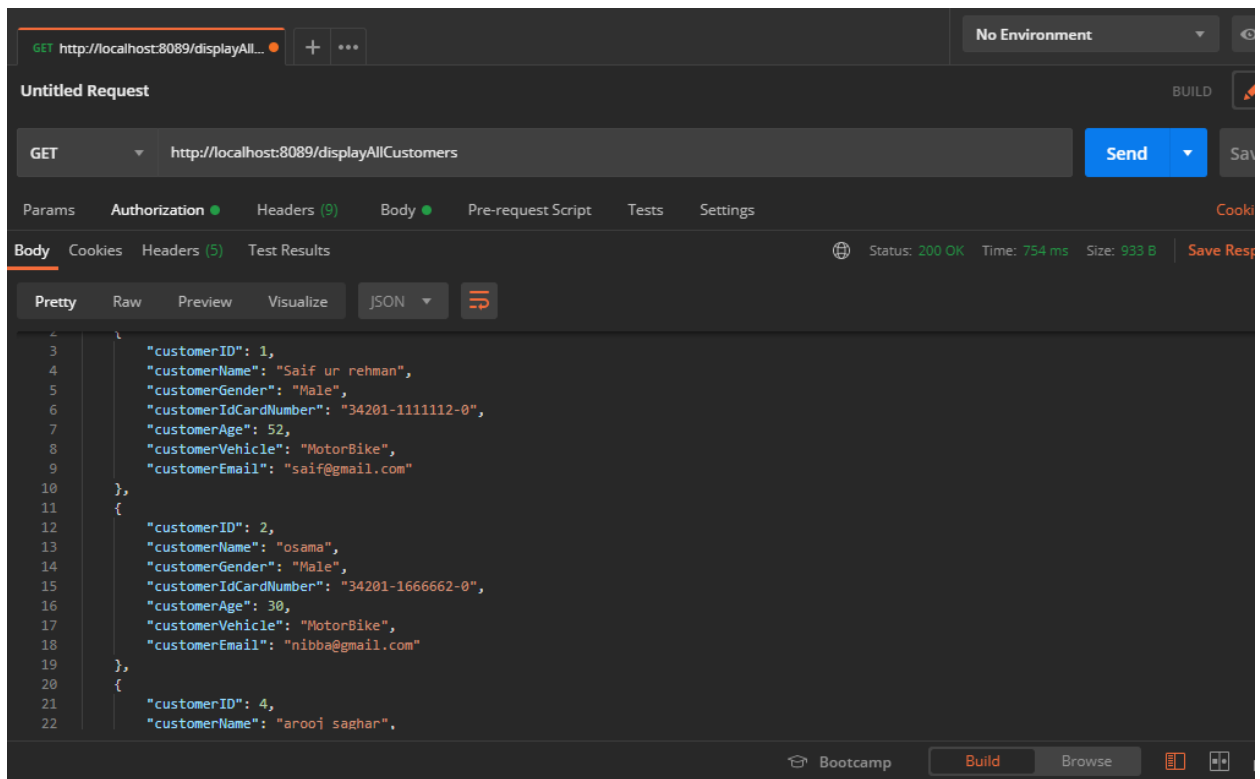 GET http://localhost:8089/displayAll...
No Environment
Untitled Request
BUILD
GET http://localhost:8089/displayAllCustomers Send
Params Authorization Headers (9) Body Pre-request Script Tests Settings
Body Cookies Headers (5) Test Results Status: 200 OK Time: 754 ms Size: 933 B
Pretty Raw Preview Visualize JSON
2 {
3 "customerID": 1,
4 "customerName": "Saif ur rehman",
5 "customerGender": "Male",
6 "customerIdCardNumber": "34201-1111112-0",
7 "customerAge": 52,
8 "customerVehicle": "MotorBike",
9 "customerEmail": "saif@gmail.com"
10 },
11 {
12 "customerID": 2,
13 "customerName": "osama",
14 "customerGender": "Male",
15 "customerIdCardNumber": "34201-1666662-0",
16 "customerAge": 30,
17 "customerVehicle": "MotorBike",
18 "customerEmail": "nibba@gmail.com"
19 },
20 {
21 "customerID": 4,
22 "customerName": "arooj saghar",
Bootcamp Build Browse